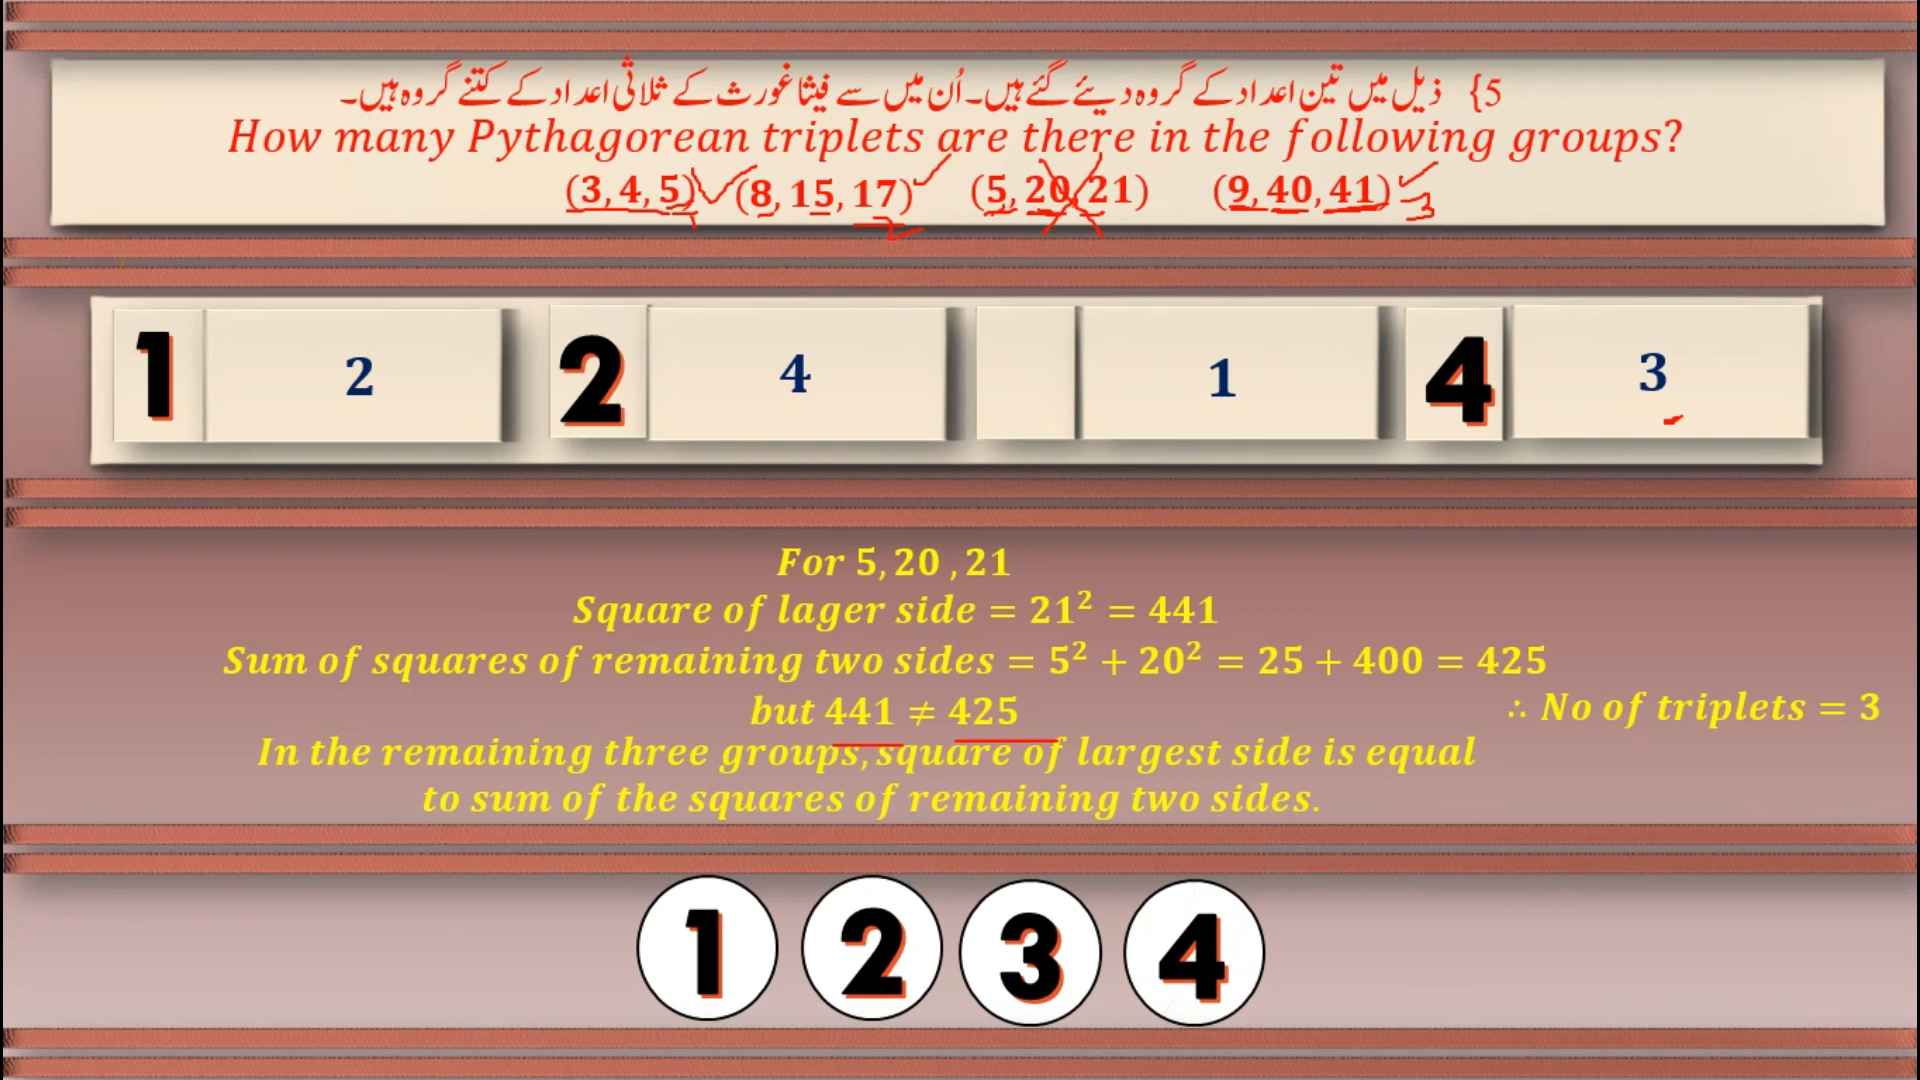 5} ذیل میں تین اعداد کے گروہ دیئے گئے ہیں۔ اُن میں سے فیثاغورث کے ثلاثی اعداد کے کتنے گروہ ہیں۔
How many Pythagorean triplets are there in the following groups?
(3, 4, 5) (8, 15, 17) (5, 20, 21) (9, 40, 41) 3
1 2 2 4 1 4 3
For 5, 20 , 21
Square of lager side = 21² = 441
Sum of squares of remaining two sides = 5² + 20² = 25 + 400 = 425
but 441 ≠ 425 ∴ No of triplets = 3
In the remaining three groups, square of largest side is equal
to sum of the squares of remaining two sides.
1 2 3 4